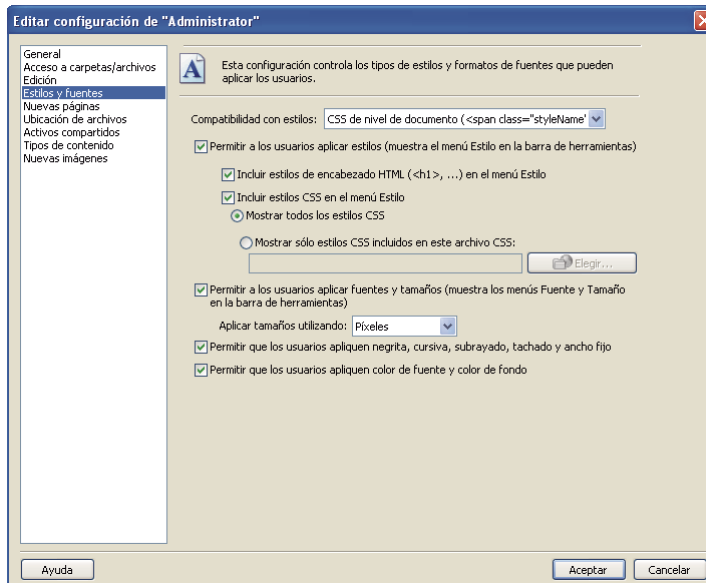 Editar configuración de "Administrator"
General
Acceso a carpetas/archivos
Edición
Estilos y fuentes
Nuevas páginas
Ubicación de archivos
Activos compartidos
Tipos de contenido
Nuevas imágenes
A
Esta configuración controla los tipos de estilos y formatos de fuentes que pueden
aplicar los usuarios.
Compatibilidad con estilos: CSS de nivel de documento (<span class="styleName"
Permitir a los usuarios aplicar estilos (muestra el menú Estilo en la barra de herramientas)
Incluir estilos de encabezado HTML (<h1>, ...) en el menú Estilo
Incluir estilos CSS en el menú Estilo
Mostrar todos los estilos CSS
Mostrar sólo estilos CSS incluidos en este archivo CSS:
Elegir...
Permitir a los usuarios aplicar fuentes y tamaños (muestra los menús Fuente y Tamaño
en la barra de herramientas)
Aplicar tamaños utilizando: Píxeles
Permitir que los usuarios apliquen negrita, cursiva, subrayado, tachado y ancho fijo
Permitir que los usuarios apliquen color de fuente y color de fondo
Ayuda
Aceptar
Cancelar